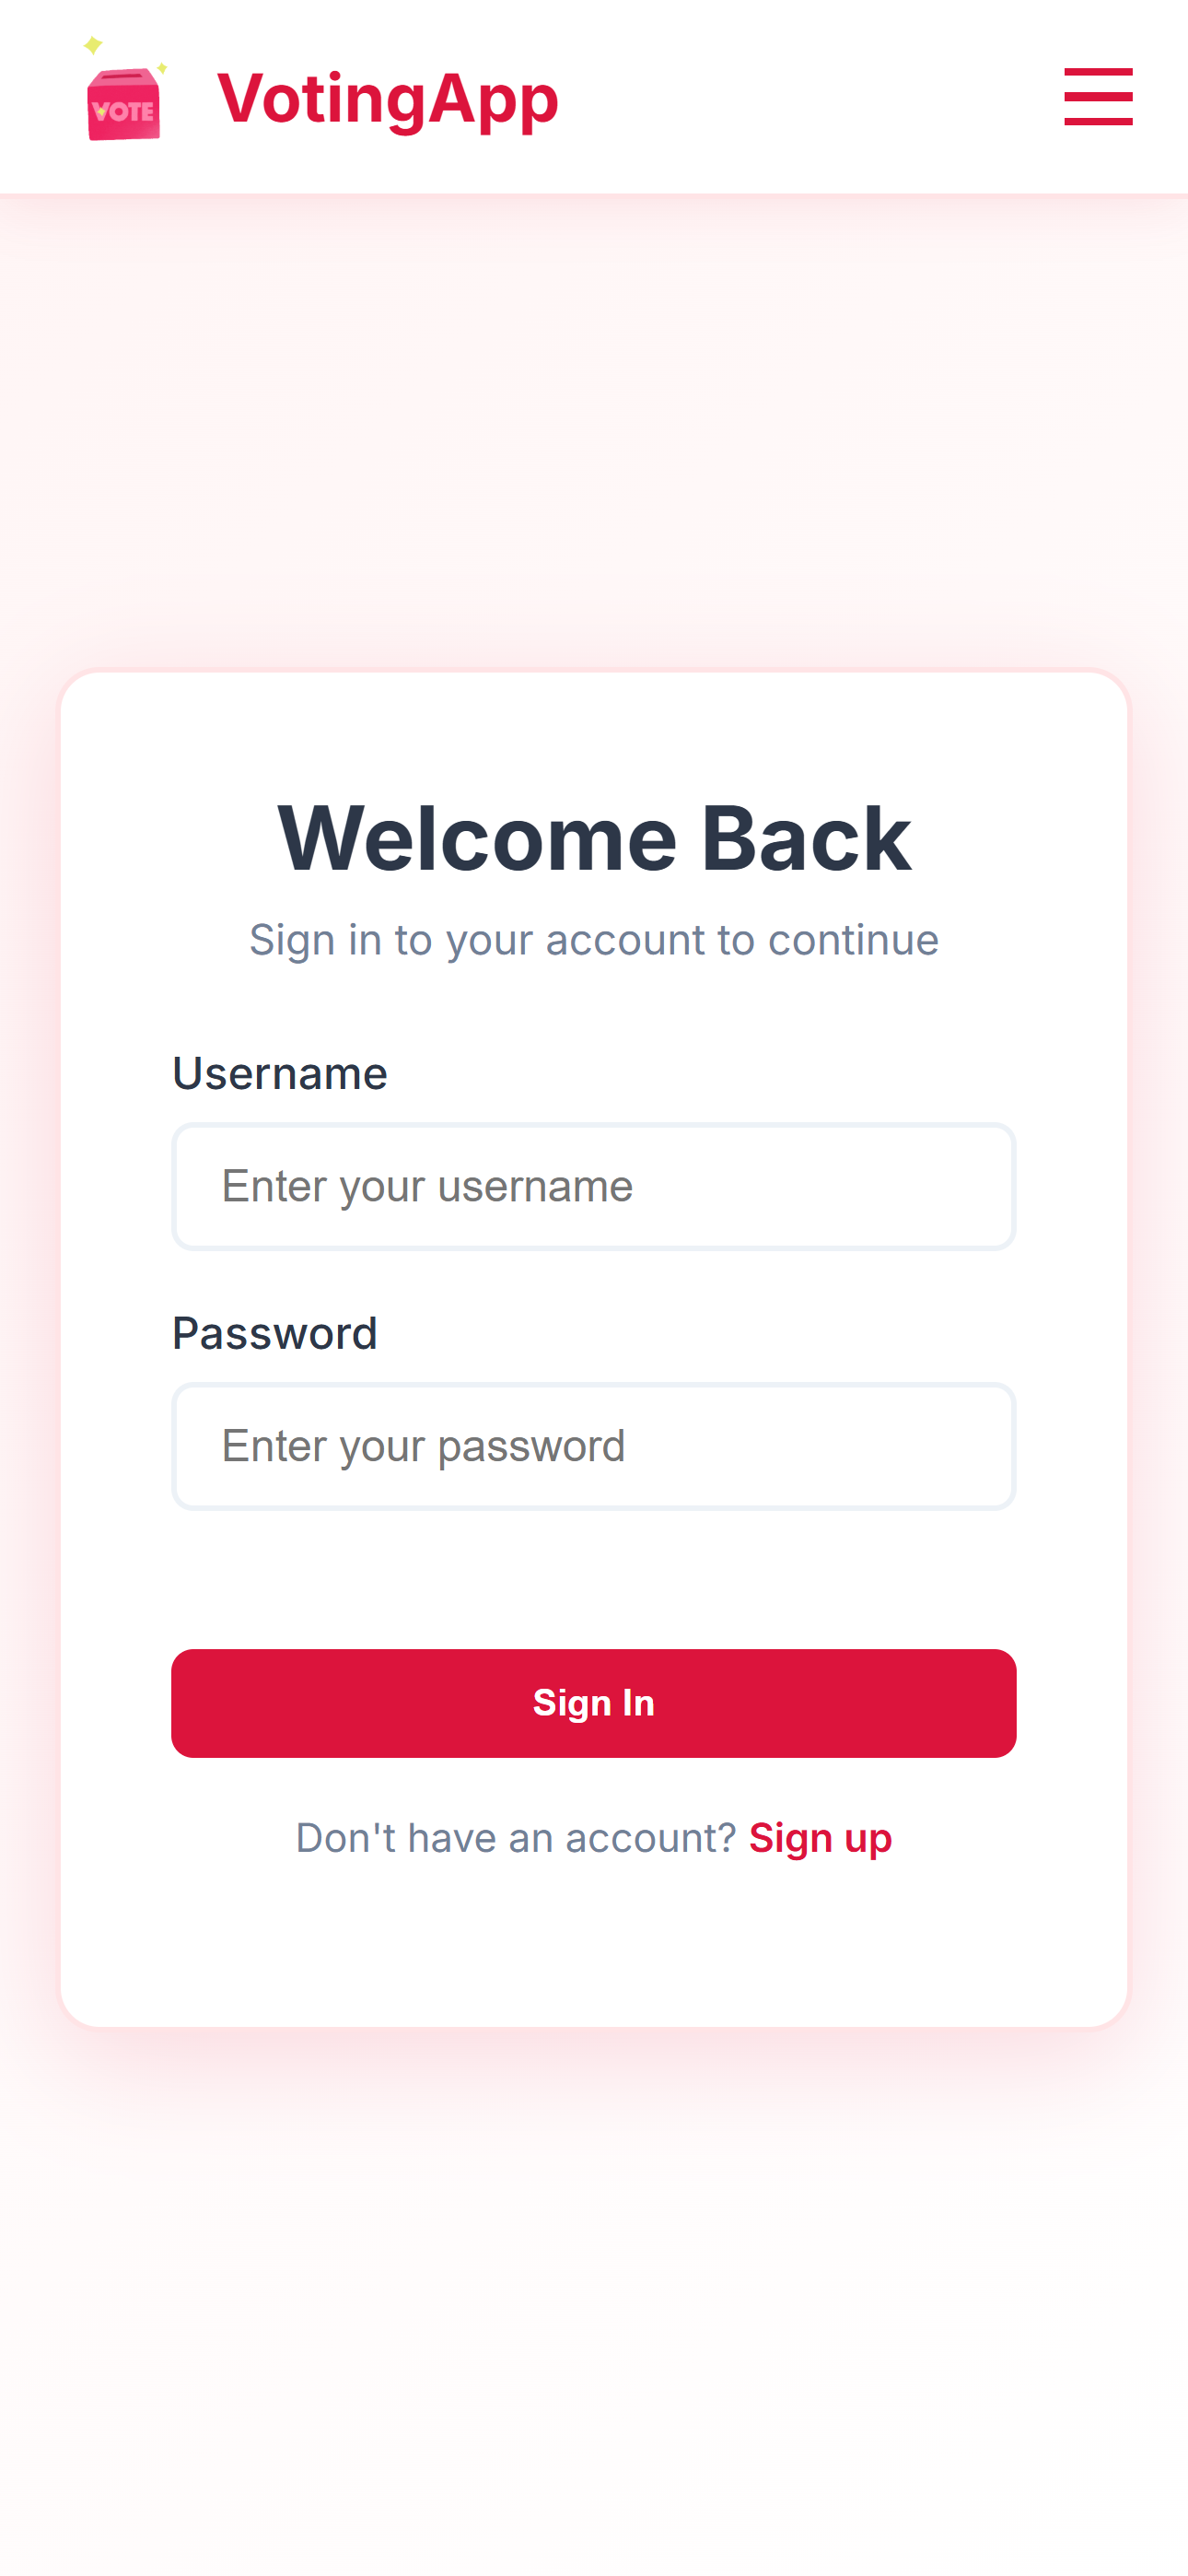 VOTE
VotingApp
Welcome Back
Sign in to your account to continue
Username
Enter your username
Password
Enter your password
Sign In
Don't have an account? Sign up